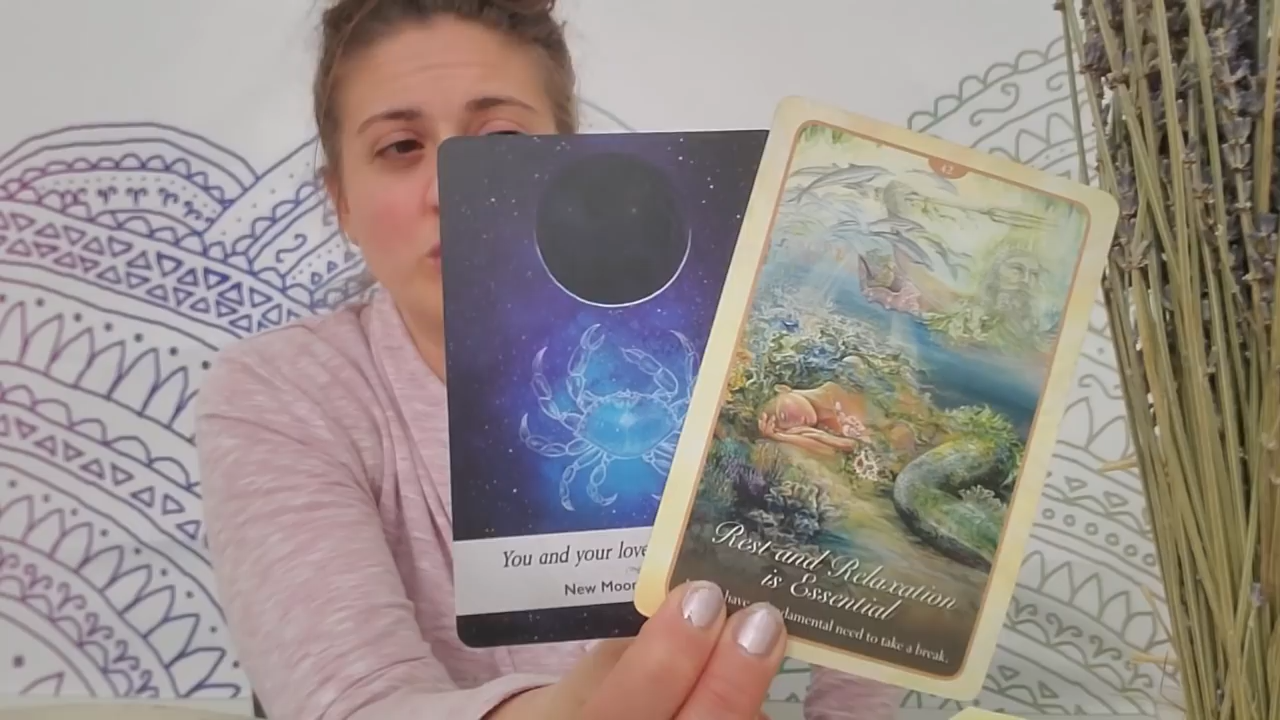 42
You and your love
New Moon
Rest and Relaxation
is Essential
have
damental need to take a break.